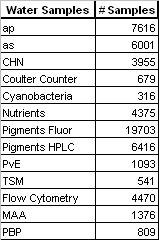 Water Samples # Samples
ap 7616
as 6001
CHN 3955
Coulter Counter 679
Cyanobacteria 316
Nutrients 4375
Pigments Fluor 19703
Pigments HPLC 6416
PvE 1093
TSM 541
Flow Cytometry 4470
MAA 1376
PBP 809